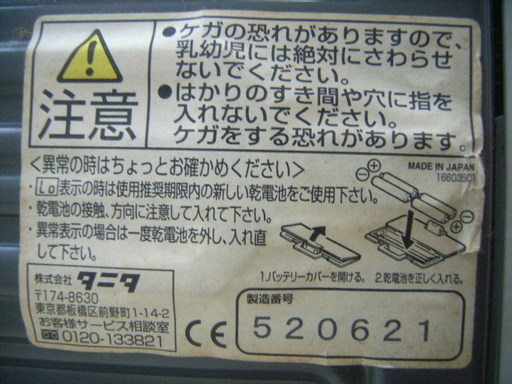 注意
●ケガの恐れがありますので、
乳幼児には絶対にさわらせ
ないでください。
●はかりのすき間や穴に指を
入れないでください。
ケガをする恐れがあります。
<異常の時はちょっとお確かめください>
・Lo表示の時は使用推奨期限内の新しい乾電池をご使用下さい。
・乾電池の接触、方向に注意して入れて下さい。
・異常表示の場合は一度乾電池を外し、入れ直
して下さい。
MADE IN JAPAN
1.バッテリーカバーを開ける。
2.乾電池を正しく入れる。
株式会社 タニタ
〒174-8630
東京都板橋区前野町1-14-2
お客様サービス相談室
0120-133821
CE
製造番号
520621